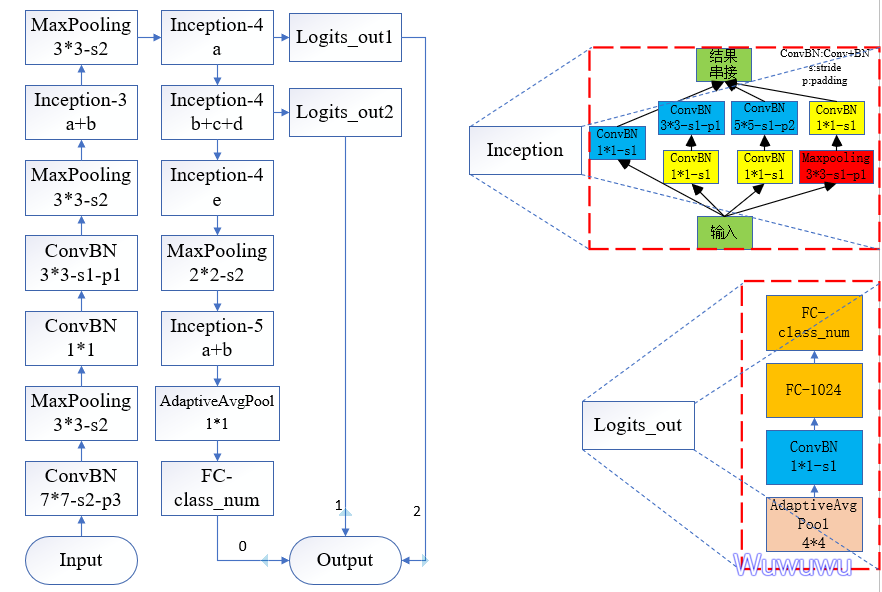 MaxPooling
3*3-s2
Inception-3
a+b
MaxPooling
3*3-s2
ConvBN
3*3-s1-p1
ConvBN
1*1
MaxPooling
3*3-s2
ConvBN
7*7-s2-p3
Input
Inception-4
a
Inception-4
b+c+d
Inception-4
e
MaxPooling
2*2-s2
Inception-5
a+b
AdaptiveAvgPool
1*1
FC-
class_num
0
Logits_out1
Logits_out2
1
2
Output
Inception
ConvBN:Conv+BN
s:stride
p:padding
结果
串接
ConvBN
1*1-s1
ConvBN
3*3-s1-p1
ConvBN
5*5-s1-p2
ConvBN
1*1-s1
ConvBN
1*1-s1
ConvBN
1*1-s1
Maxpooling
3*3-s1-p1
输入
Logits_out
FC-
class_num
FC-1024
ConvBN
1*1-s1
AdaptiveAvg
Pool
4*4
Wuwuwu